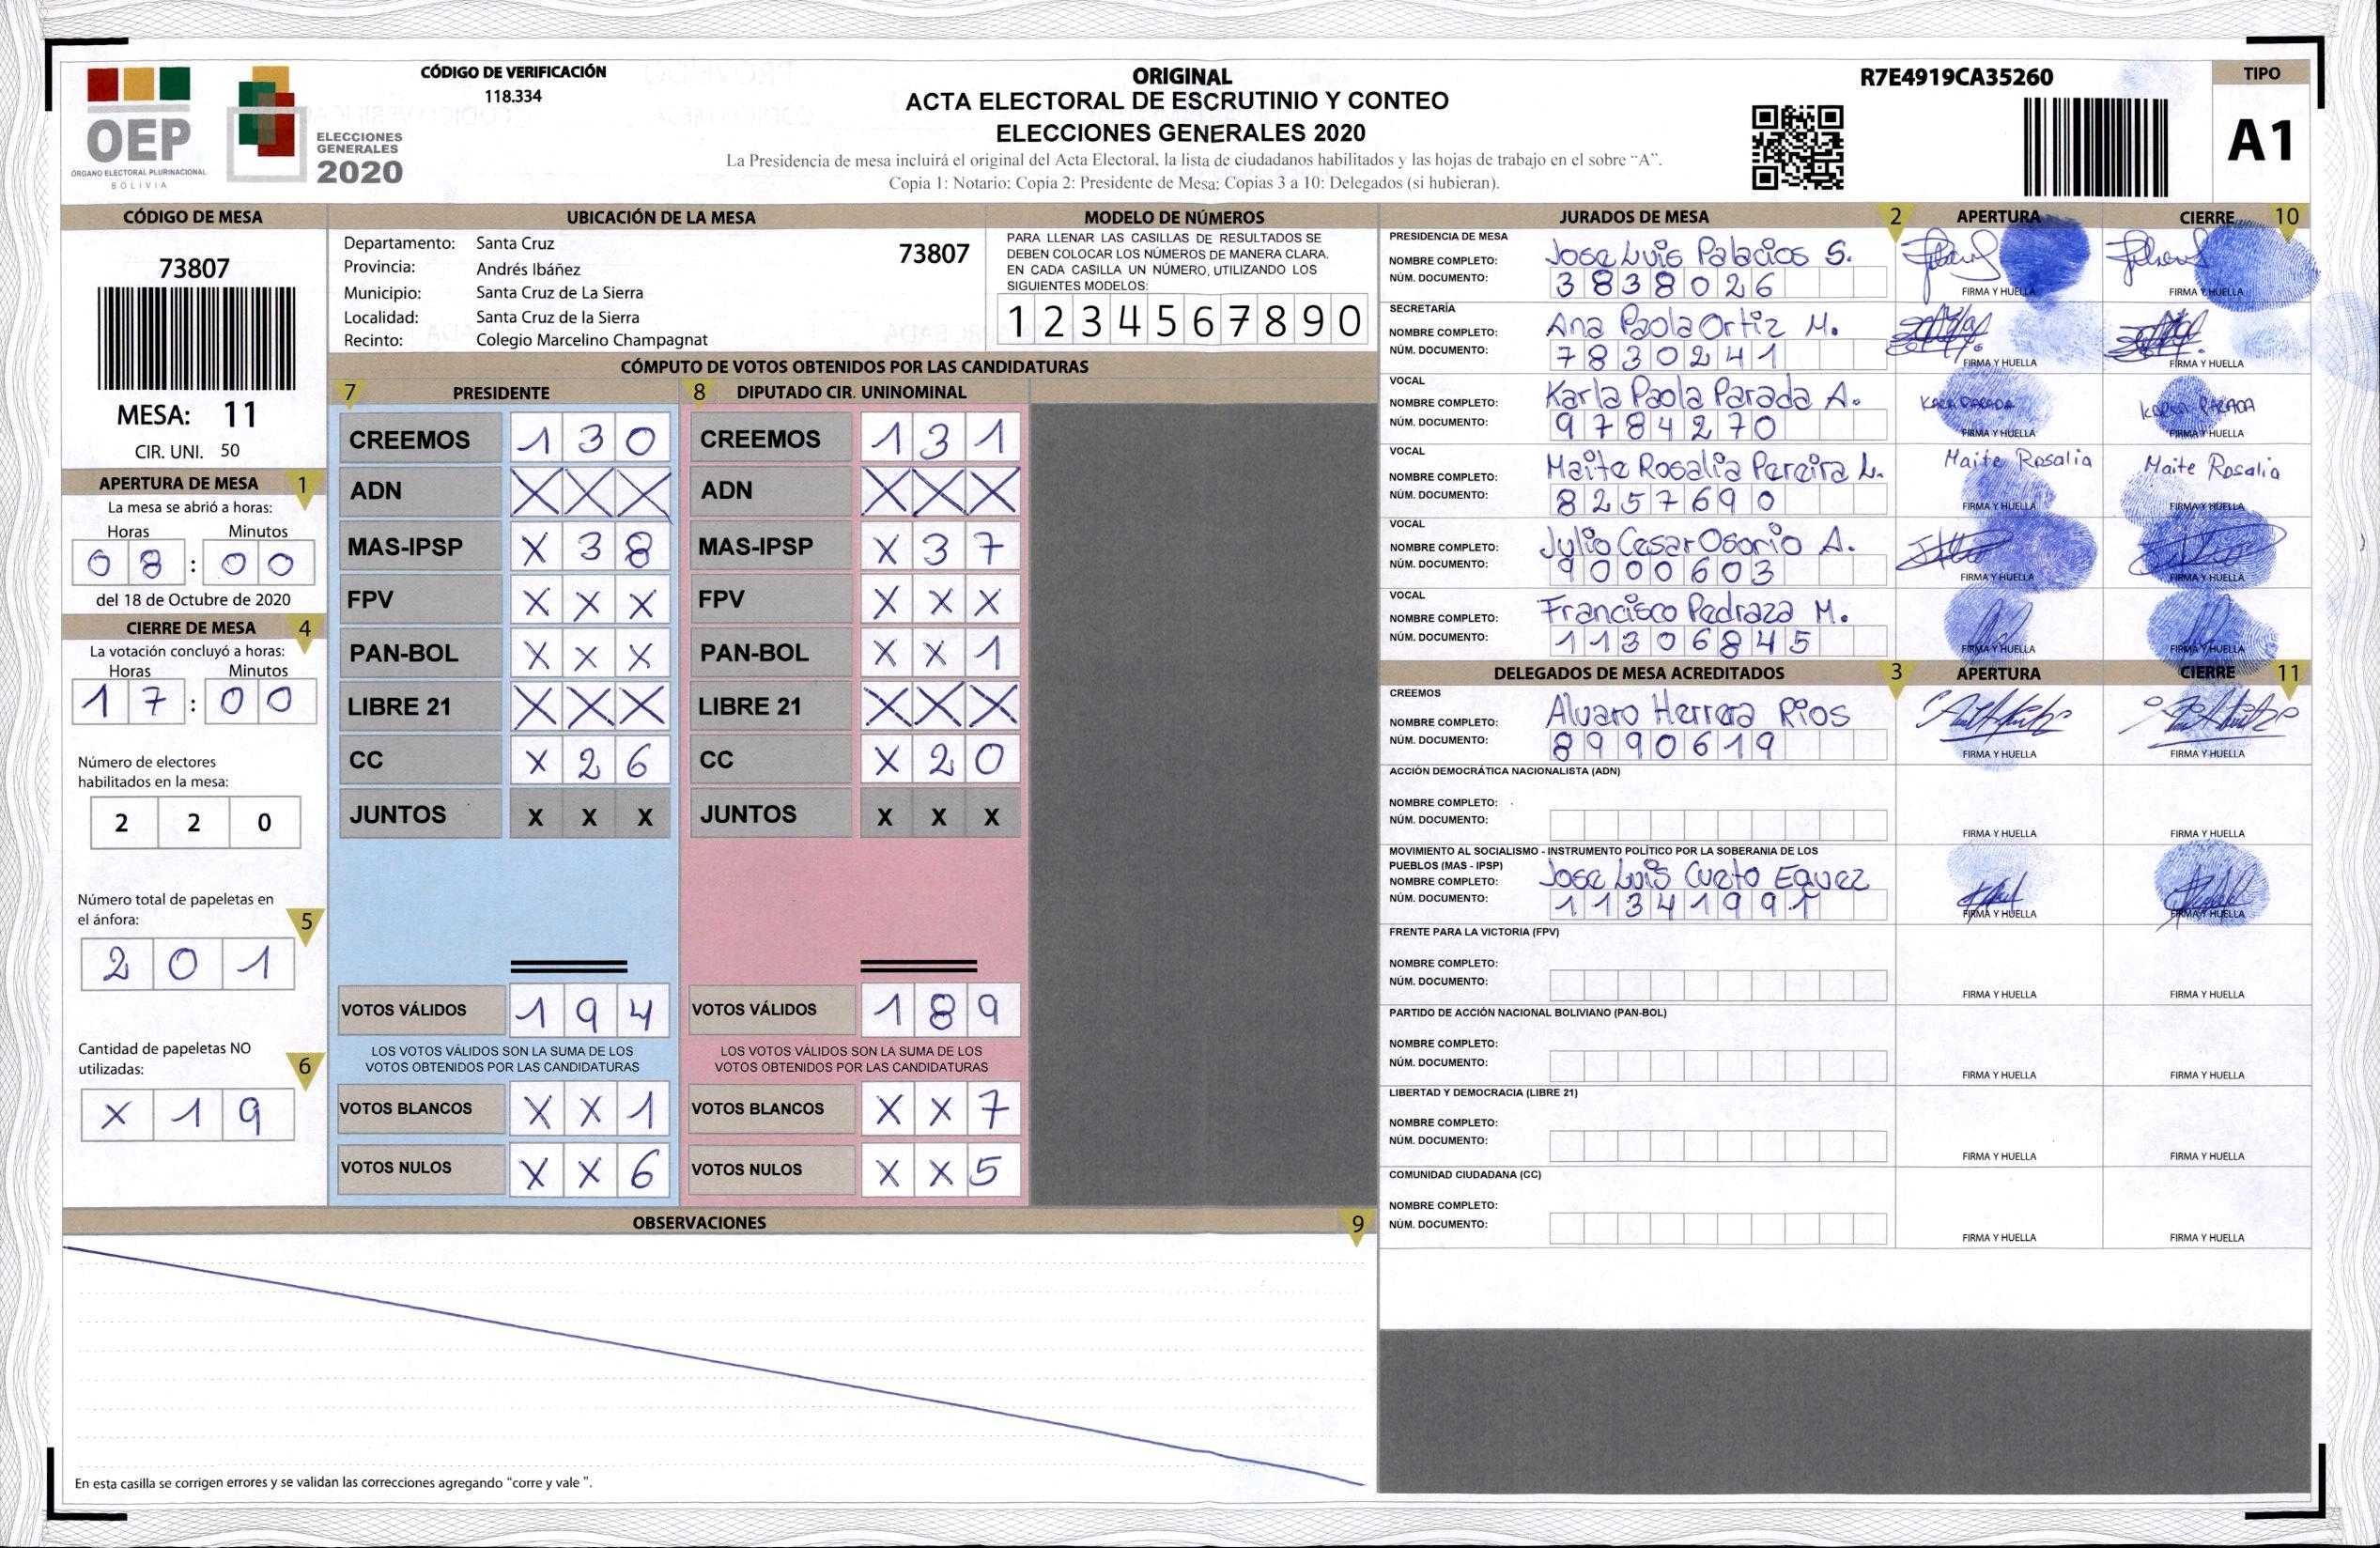 OEP
ÓRGANO ELECTORAL PLURINACIONAL
BOLIVIA
ELECCIONES
GENERALES
2020
CÓDIGO DE VERIFICACIÓN
118.334
ORIGINAL
ACTA ELECTORAL DE ESCRUTINIO Y CONTEO
ELECCIONES GENERALES 2020
La Presidencia de mesa incluirá el original del Acta Electoral, la lista de ciudadanos habilitados y las hojas de trabajo en el sobre “A”.
Copia 1: Notario; Copia 2: Presidente de Mesa; Copias 3 a 10: Delegados (si hubieran).
R7E4919CA35260
TIPO
A1
CÓDIGO DE MESA
73807
MESA: 11
CIR. UNI. 50
APERTURA DE MESA 1
La mesa se abrió a horas:
Horas Minutos
08:00
del 18 de Octubre de 2020
CIERRE DE MESA 4
La votación concluyó a horas:
Horas Minutos
17:00
Número de electores
habilitados en la mesa:
2 2 0
Número total de papeletas en
el ánfora: 5
2 0 1
Cantidad de papeletas NO
utilizadas: 6
X 1 9
UBICACIÓN DE LA MESA
Departamento: Santa Cruz 73807
Provincia: Andrés Ibáñez
Municipio: Santa Cruz de La Sierra
Localidad: Santa Cruz de la Sierra
Recinto: Colegio Marcelino Champagnat
MODELO DE NÚMEROS
PARA LLENAR LAS CASILLAS DE RESULTADOS SE
DEBEN COLOCAR LOS NÚMEROS DE MANERA CLARA.
EN CADA CASILLA UN NÚMERO, UTILIZANDO LOS
SIGUIENTES MODELOS:
1 2 3 4 5 6 7 8 9 0
CÓMPUTO DE VOTOS OBTENIDOS POR LAS CANDIDATURAS
7 PRESIDENTE
CREEMOS 1 3 0
ADN X X X
MAS-IPSP X 3 8
FPV X X X
PAN-BOL X X X
LIBRE 21 X X X
CC X 2 6
JUNTOS X X X
VOTOS VÁLIDOS 1 9 4
LOS VOTOS VÁLIDOS SON LA SUMA DE LOS
VOTOS OBTENIDOS POR LAS CANDIDATURAS
VOTOS BLANCOS X X 1
VOTOS NULOS X X 6
8 DIPUTADO CIR. UNINOMINAL
CREEMOS 1 3 1
ADN X X X
MAS-IPSP X 3 7
FPV X X X
PAN-BOL X X 1
LIBRE 21 X X X
CC X 2 0
JUNTOS X X X
VOTOS VÁLIDOS 1 8 9
LOS VOTOS VÁLIDOS SON LA SUMA DE LOS
VOTOS OBTENIDOS POR LAS CANDIDATURAS
VOTOS BLANCOS X X 7
VOTOS NULOS X X 5
OBSERVACIONES 9
En esta casilla se corrigen errores y se validan las correcciones agregando “corre y vale ”.
JURADOS DE MESA 2 APERTURA CIERRE 10
PRESIDENCIA DE MESA
NOMBRE COMPLETO: Jose Luis Palacios S.
NÚM. DOCUMENTO: 3838026
FIRMA Y HUELLA FIRMA Y HUELLA
SECRETARÍA
NOMBRE COMPLETO: Ana Paola Ortiz M.
NÚM. DOCUMENTO: 7830241
FIRMA Y HUELLA FIRMA Y HUELLA
VOCAL
NOMBRE COMPLETO: Karla Paola Parada A.
NÚM. DOCUMENTO: 9784270
KARLA PARADA KARLA PARADA
FIRMA Y HUELLA FIRMA Y HUELLA
VOCAL
NOMBRE COMPLETO: Maite Rosalia Pereira L.
NÚM. DOCUMENTO: 8257690
Maite Rosalia Maite Rosalia
FIRMA Y HUELLA FIRMA Y HUELLA
VOCAL
NOMBRE COMPLETO: Julio Cesar Osorio A.
NÚM. DOCUMENTO: 9000603
FIRMA Y HUELLA FIRMA Y HUELLA
VOCAL
NOMBRE COMPLETO: Francisco Pedraza M.
NÚM. DOCUMENTO: 11306845
FIRMA Y HUELLA FIRMA Y HUELLA
DELEGADOS DE MESA ACREDITADOS 3 APERTURA CIERRE 11
CREEMOS
NOMBRE COMPLETO: Alvaro Herrera Rios
NÚM. DOCUMENTO: 8990619
FIRMA Y HUELLA FIRMA Y HUELLA
ACCIÓN DEMOCRÁTICA NACIONALISTA (ADN)
NOMBRE COMPLETO:
NÚM. DOCUMENTO:
FIRMA Y HUELLA FIRMA Y HUELLA
MOVIMIENTO AL SOCIALISMO - INSTRUMENTO POLÍTICO POR LA SOBERANIA DE LOS
PUEBLOS (MAS - IPSP)
NOMBRE COMPLETO: Jose Luis Cueto Eguez
NÚM. DOCUMENTO: 11341991
FIRMA Y HUELLA FIRMA Y HUELLA
FRENTE PARA LA VICTORIA (FPV)
NOMBRE COMPLETO:
NÚM. DOCUMENTO:
FIRMA Y HUELLA FIRMA Y HUELLA
PARTIDO DE ACCIÓN NACIONAL BOLIVIANO (PAN-BOL)
NOMBRE COMPLETO:
NÚM. DOCUMENTO:
FIRMA Y HUELLA FIRMA Y HUELLA
LIBERTAD Y DEMOCRACIA (LIBRE 21)
NOMBRE COMPLETO:
NÚM. DOCUMENTO:
FIRMA Y HUELLA FIRMA Y HUELLA
COMUNIDAD CIUDADANA (CC)
NOMBRE COMPLETO:
NÚM. DOCUMENTO:
FIRMA Y HUELLA FIRMA Y HUELLA